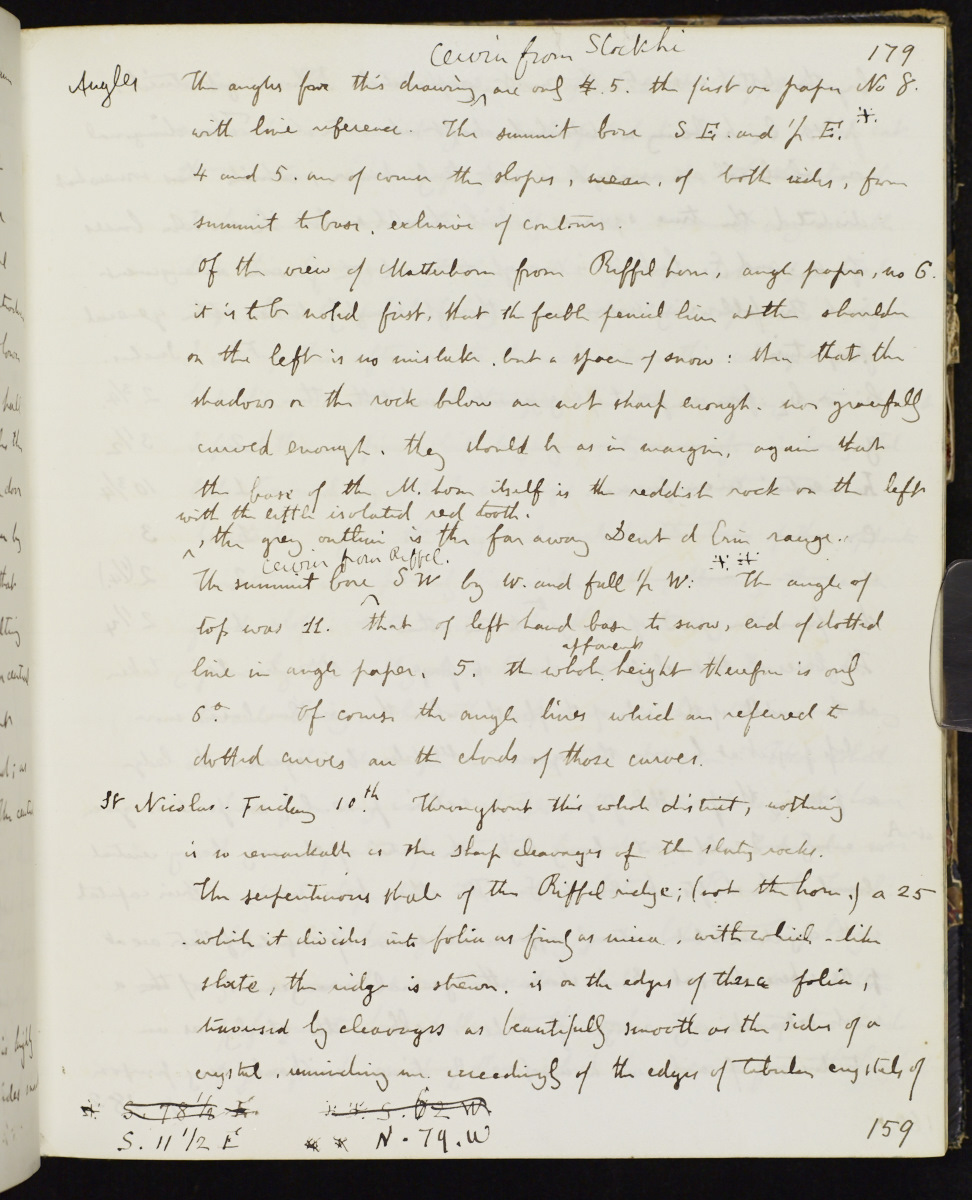 Cervin from Stockhi
179
Angles The angles for this drawing, are only 4. 5. the first on paper No 8.
with line reference. The summit bore S E. and ½ E.
4 and 5. are of course the slopes, mean, of both sides, from
summit to base, exclusive of contours.
Of the view of Matterhorn from Riffel horn, angle paper, no 6.
it is to be noted first, that the feeble pencil line at the shoulder
on the left is no mistake. but a space of snow: then that the
shadows on the rock below are not sharp enough. nor gracefully
curved enough. they should be as in margin, again that
the base of the M. horn itself is the reddish rock on the left
with the little isolated red tooth.
, the grey outline is the far away Dent d Erin range.
Cervin from Riffel.
The summit bore S W by W. and full ½ W: The angle of
top was 11. that of left hand base to snow, end of dotted
apparent
line in angle paper, 5. the whole height therefore is only
6°. Of course the angle lines which are referred to
dotted curves are the chords of those curves.
St Nicolas. Friday 10th Throughout this whole district, nothing
is so remarkable as the sharp cleavages of the slaty rocks.
The serpentinous shale of the Riffel ridge; (not the horn.) a 25
. which it divides into folia as fine as mica, with which - like
slate, the ridge is strewn. is on the edges of these folia,
traversed by cleavages as beautifully smooth as the sides of a
crystal, reminding me exceedingly of the edges of tabular crystals of
S. 78½ E. S. 62 W
S. 11 1/2 E N. 79. W
159